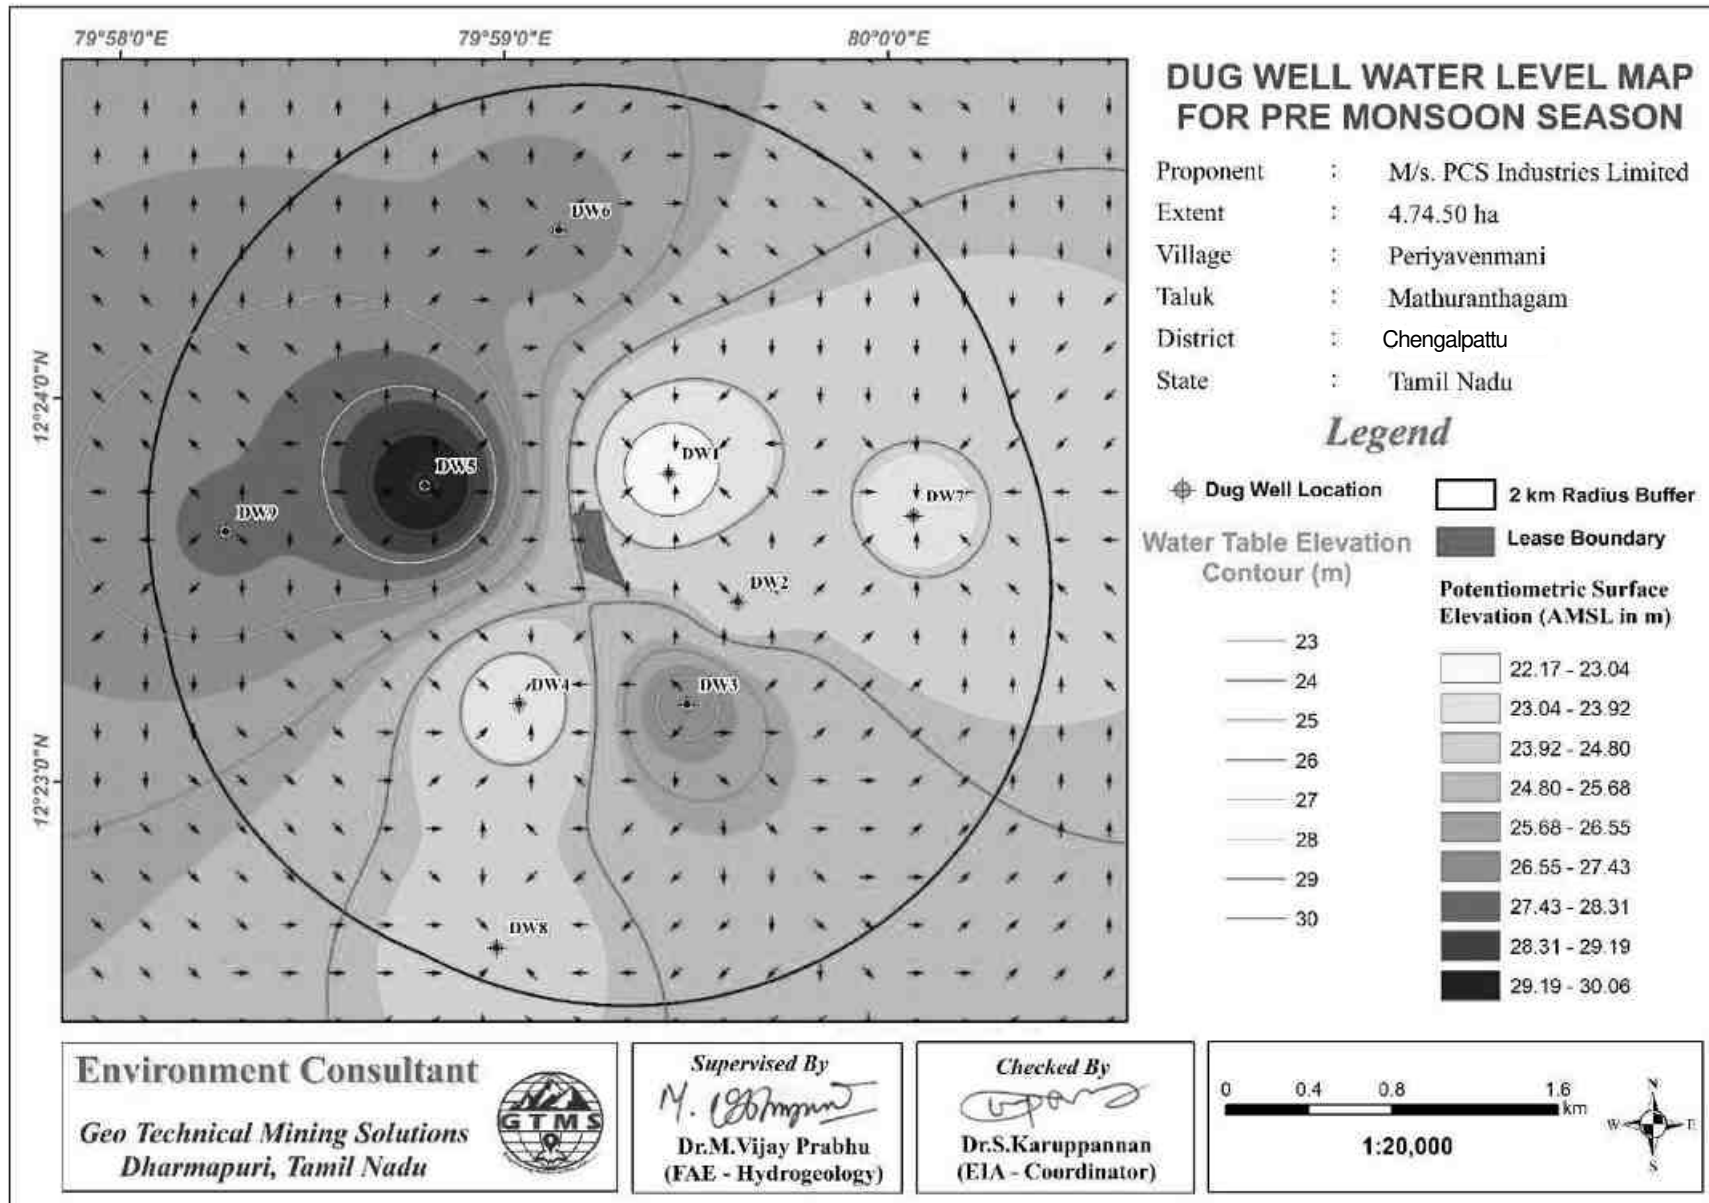 79°58'0"E
79°59'0"E
80°0'0"E
12°24'0"N
12°23'0"N
DW6
DW5
DW1
DW9
DW7
DW2
DW4
DW3
DW8
DUG WELL WATER LEVEL MAP
FOR PRE MONSOON SEASON
Proponent : M/s. PCS Industries Limited
Extent : 4.74.50 ha
Village : Periyavenmani
Taluk : Mathuranthagam
District : Chengalpattu
State : Tamil Nadu
Legend
Dug Well Location
2 km Radius Buffer
Lease Boundary
Water Table Elevation
Contour (m)
23
24
25
26
27
28
29
30
Potentiometric Surface
Elevation (AMSL in m)
22.17 - 23.04
23.04 - 23.92
23.92 - 24.80
24.80 - 25.68
25.68 - 26.55
26.55 - 27.43
27.43 - 28.31
28.31 - 29.19
29.19 - 30.06
Environment Consultant
Geo Technical Mining Solutions
Dharmapuri, Tamil Nadu
GTMS
Supervised By
Dr.M.Vijay Prabhu
(FAE - Hydrogeology)
Checked By
Dr.S.Karuppannan
(EIA - Coordinator)
0 0.4 0.8 1.6
km
1:20,000
N
W E
S